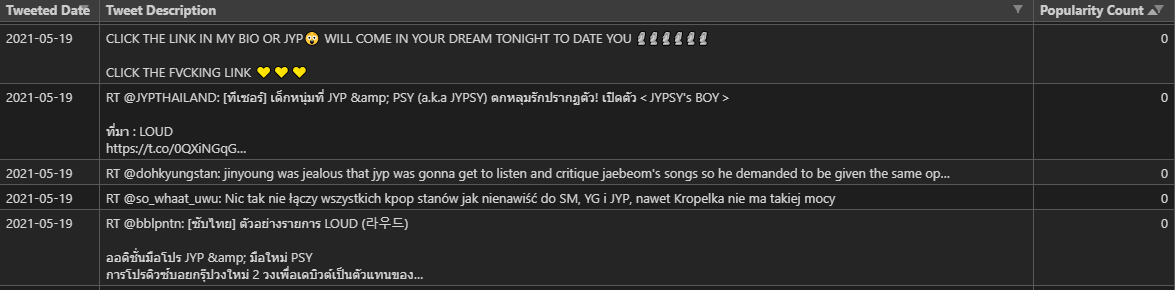 Tweeted Date Tweet Description Popularity Count
2021-05-19 CLICK THE LINK IN MY BIO OR JYP😲 WILL COME IN YOUR DREAM TONIGHT TO DATE YOU 0
CLICK THE FVCKING LINK 💛 💛 💛
2021-05-19 RT @JYPTHAILAND: [ทีเซอร์] เด็กหนุ่มที่ JYP &amp; PSY (a.k.a JYPSY) ตกหลุมรักปรากฏตัว! เปิดตัว < JYPSY's BOY > 0
ที่มา : LOUD
https://t.co/0QXiNGqG...
2021-05-19 RT @dohkyungstan: jinyoung was jealous that jyp was gonna get to listen and critique jaebeom's songs so he demanded to be given the same op... 0
2021-05-19 RT @so_whaat_uwu: Nic tak nie łączy wszystkich kpop stanów jak nienawiść do SM, YG i JYP, nawet Kropelka nie ma takiej mocy 0
2021-05-19 RT @bblpntn: [ซับไทย] ตัวอย่างรายการ LOUD (라우드) 0
ออดิชั่นมือโปร JYP &amp; มือใหม่ PSY
การโปรดิวซ์บอยกรุ๊ปวงใหม่ 2 วงเพื่อเดบิวต์เป็นตัวแทนของ...